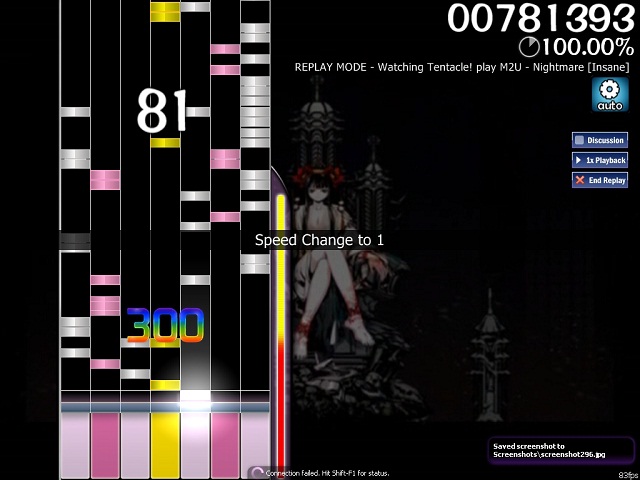 00781393
100.00%
REPLAY MODE - Watching Tentacle! play M2U - Nightmare [Insane]
81
auto
Discussion
1x Playback
End Replay
Speed Change to 1
300
Saved screenshot to
Screenshots\screenshot296.jpg
Connection failed. Hit Shift-F1 for status.
83fps